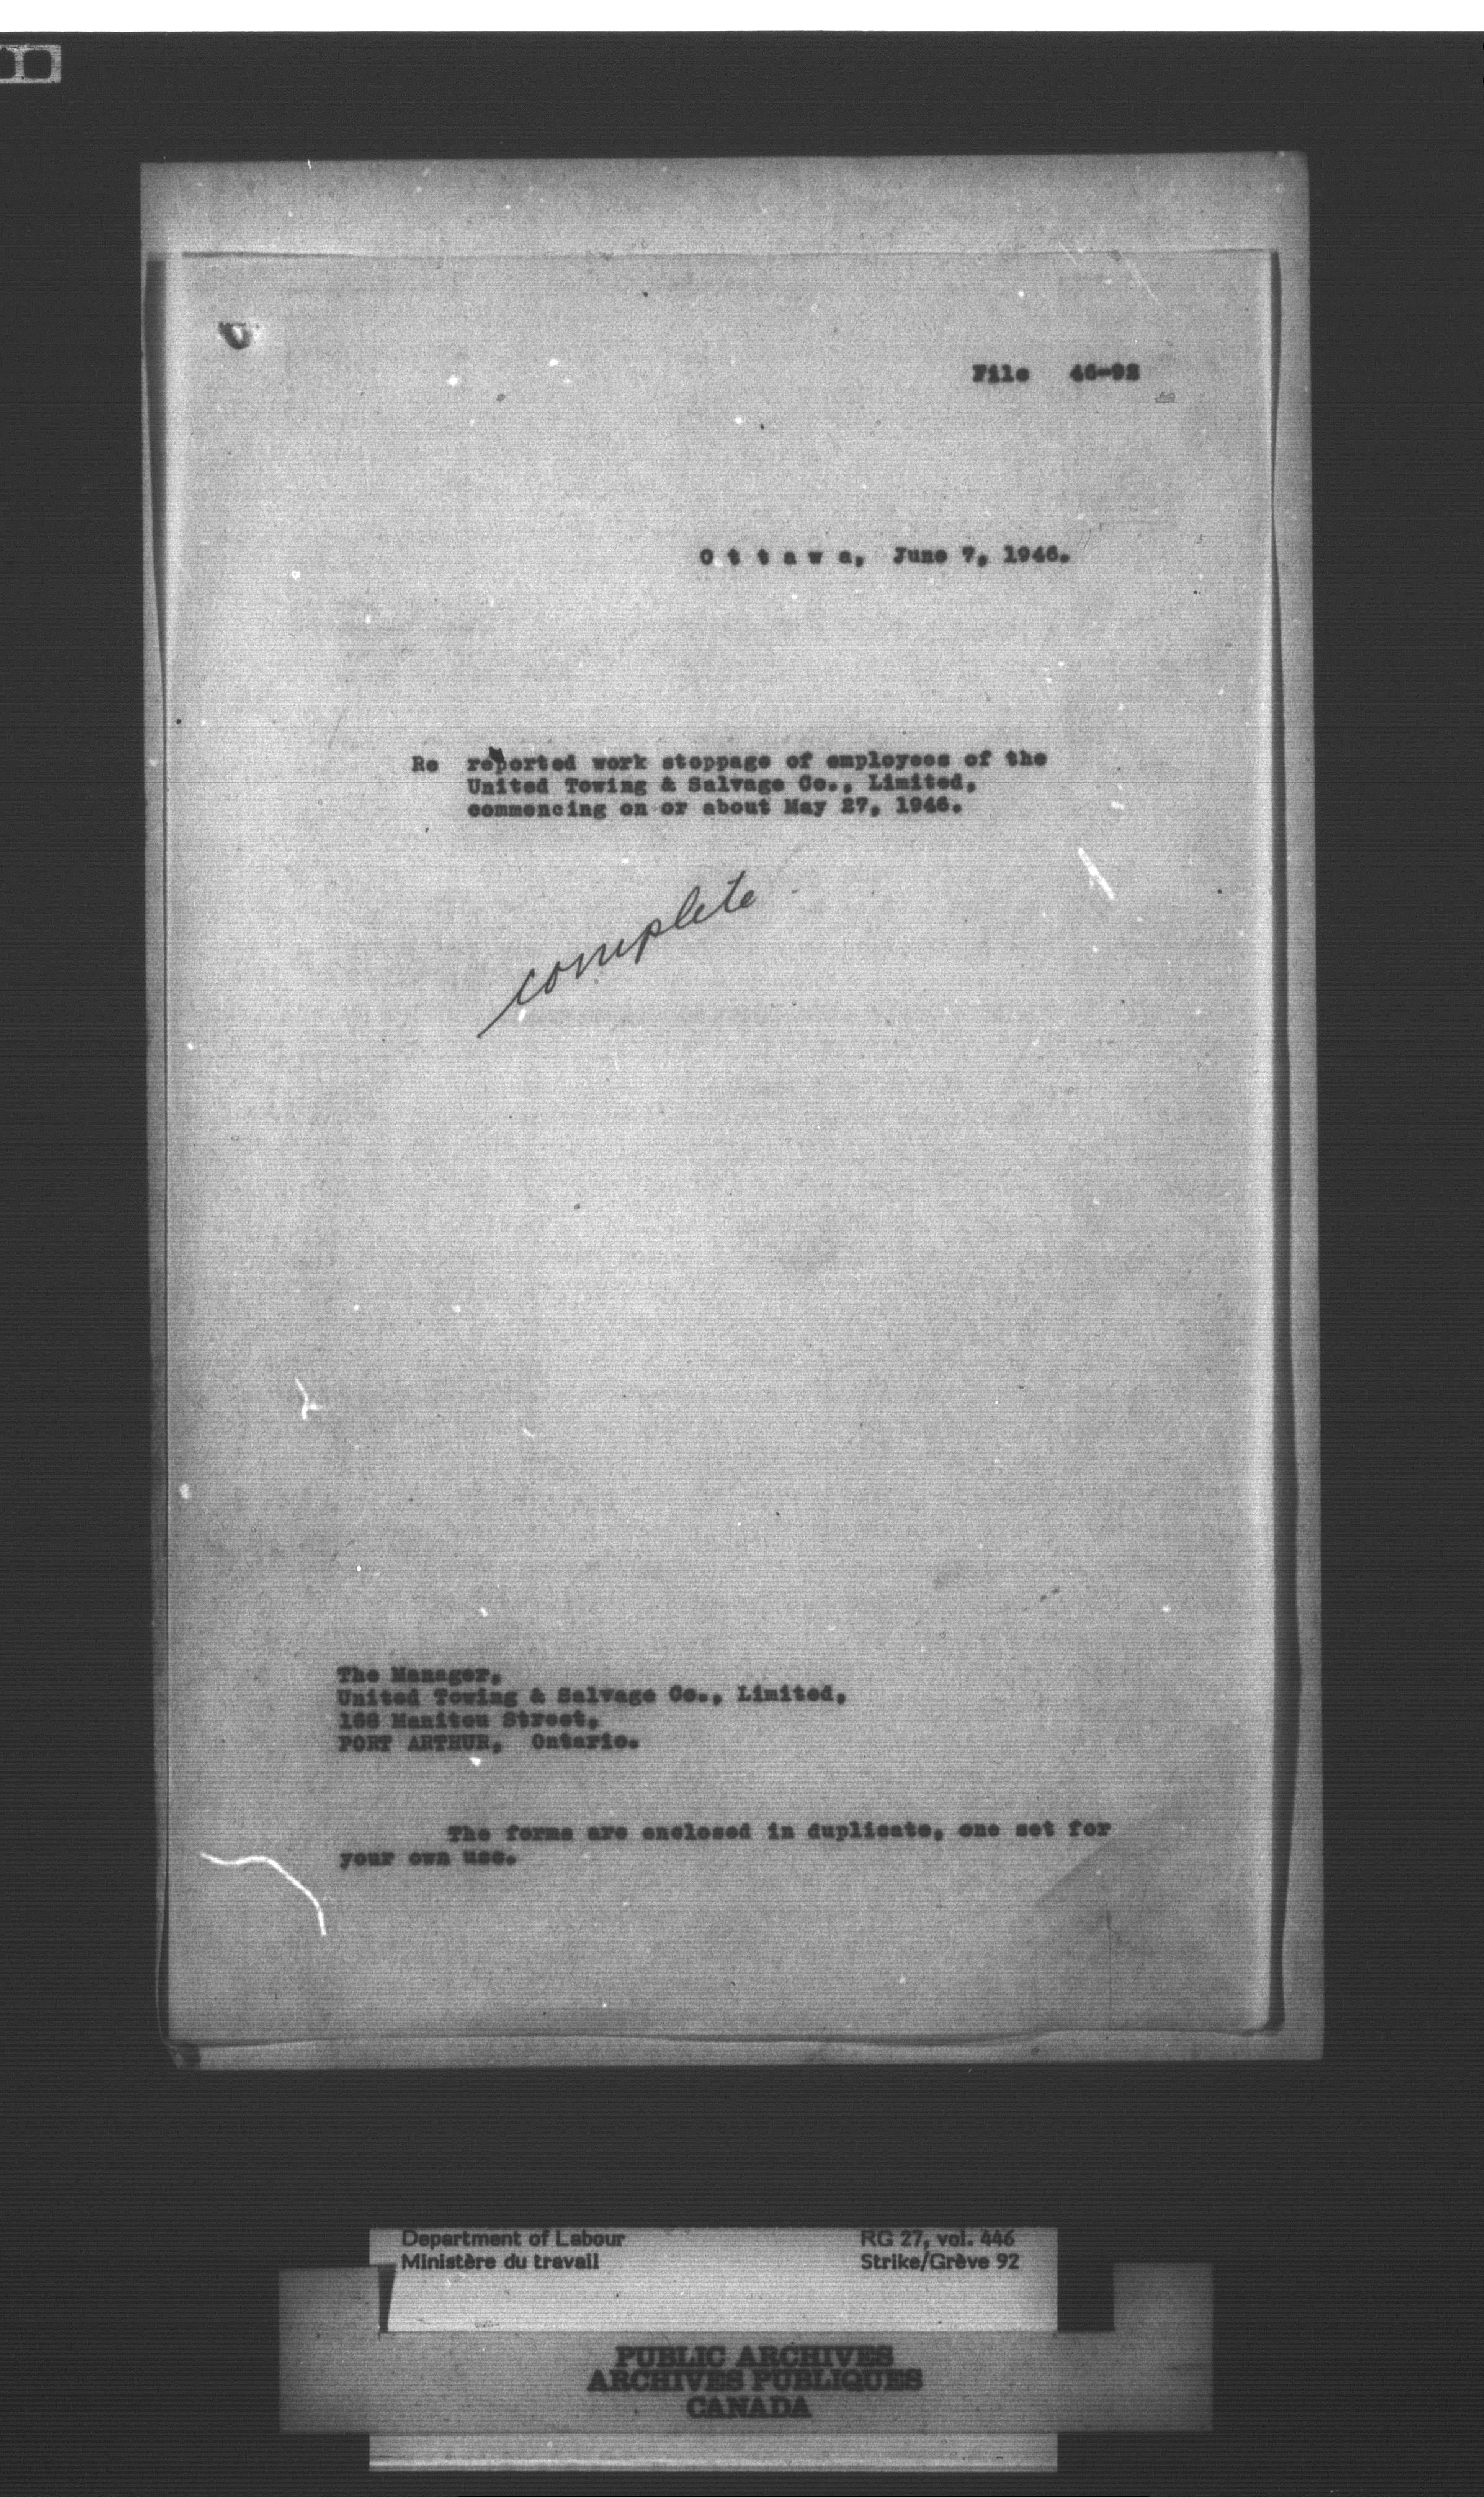 File 46-92
Ottawa, June 7, 1946.
Re reported work stoppage of employees of the
United Towing & Salvage Co., Limited,
commencing on or about May 27, 1946.
complete
The Manager,
United Towing & Salvage Co., Limited,
168 Manitou Street,
PORT ARTHUR, Ontario.
The forms are enclosed in duplicate, one set for
your own use.
Department of Labour
Ministère du travail
RG 27, vol. 446
Strike/Grève 92
PUBLIC ARCHIVES
ARCHIVES PUBLIQUES
CANADA